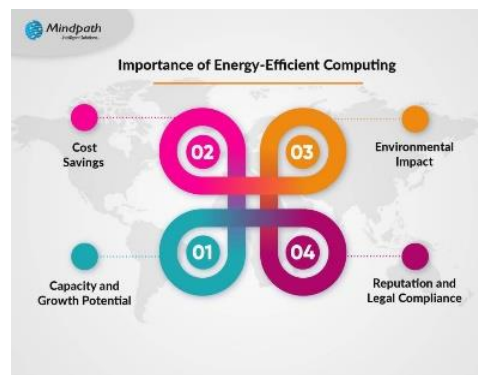 Mindpath
Importance of Energy-Efficient Computing
02
Cost
Savings
03
Environmental
Impact
01
Capacity and
Growth Potential
04
Reputation and
Legal Compliance